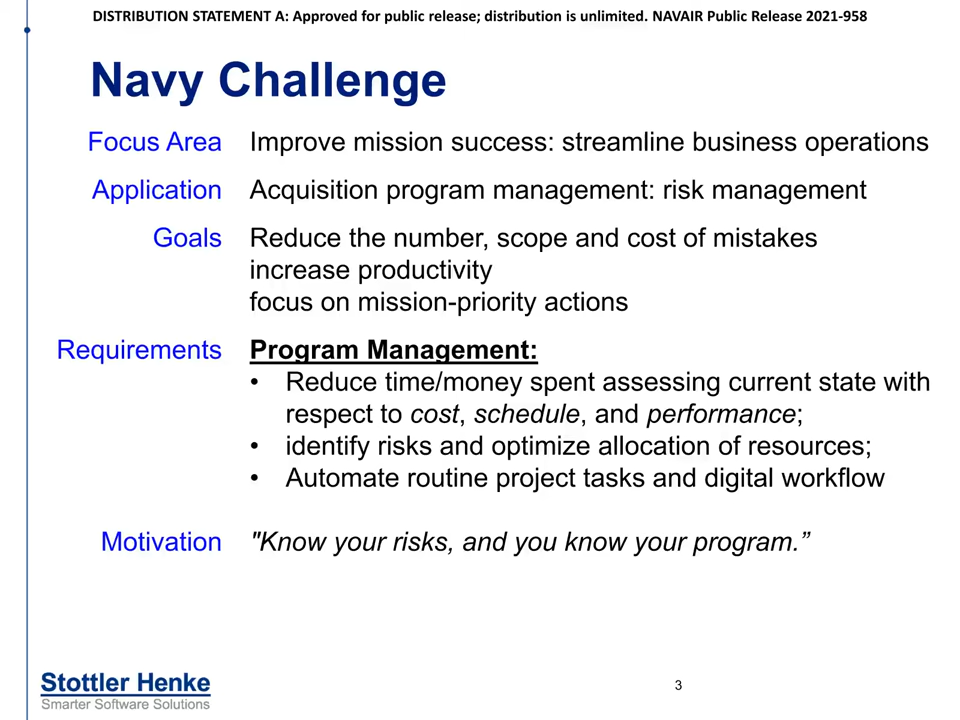 DISTRIBUTION STATEMENT A: Approved for public release; distribution is unlimited. NAVAIR Public Release 2021-958
Navy Challenge
Focus Area Improve mission success: streamline business operations
Application Acquisition program management: risk management
Goals Reduce the number, scope and cost of mistakes
increase productivity
focus on mission-priority actions
Requirements Program Management:
• Reduce time/money spent assessing current state with
respect to cost, schedule, and performance;
• identify risks and optimize allocation of resources;
• Automate routine project tasks and digital workflow
Motivation "Know your risks, and you know your program.”
Stottler Henke
Smarter Software Solutions
3